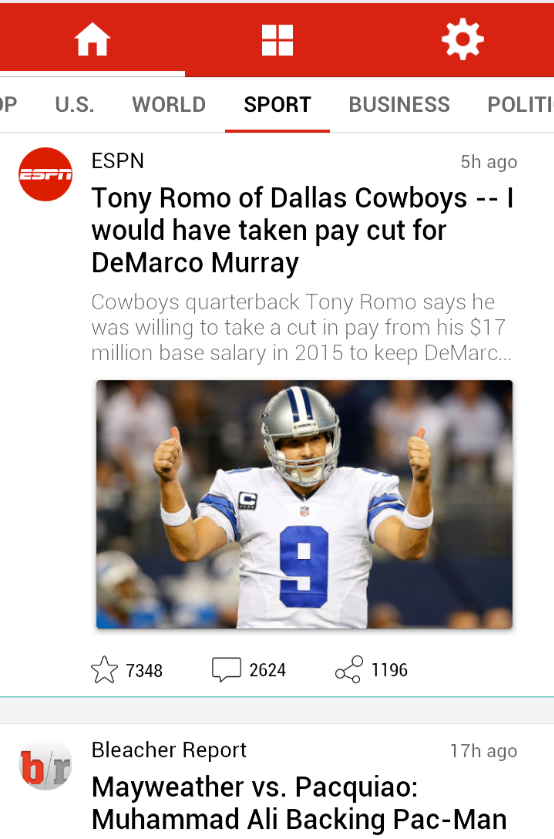 OP U.S. WORLD SPORT BUSINESS POLITI
ESPN
ESPN 5h ago
Tony Romo of Dallas Cowboys -- I
would have taken pay cut for
DeMarco Murray
Cowboys quarterback Tony Romo says he
was willing to take a cut in pay from his $17
million base salary in 2015 to keep DeMarc...
C
9
7348 2624 1196
b/r
Bleacher Report 17h ago
Mayweather vs. Pacquiao:
Muhammad Ali Backing Pac-Man